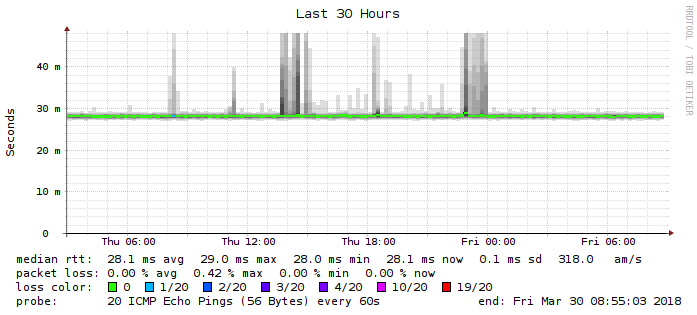 Last 30 Hours
RRDTOOL / TOBI OETIKER
Seconds
40 m
30 m
20 m
10 m
0
Thu 06:00 Thu 12:00 Thu 18:00 Fri 00:00 Fri 06:00
median rtt: 28.1 ms avg 29.0 ms max 28.0 ms min 28.1 ms now 0.1 ms sd 318.0 am/s
packet loss: 0.00 % avg 0.42 % max 0.00 % min 0.00 % now
loss color: 0 1/20 2/20 3/20 4/20 10/20 19/20
probe: 20 ICMP Echo Pings (56 Bytes) every 60s end: Fri Mar 30 08:55:03 2018